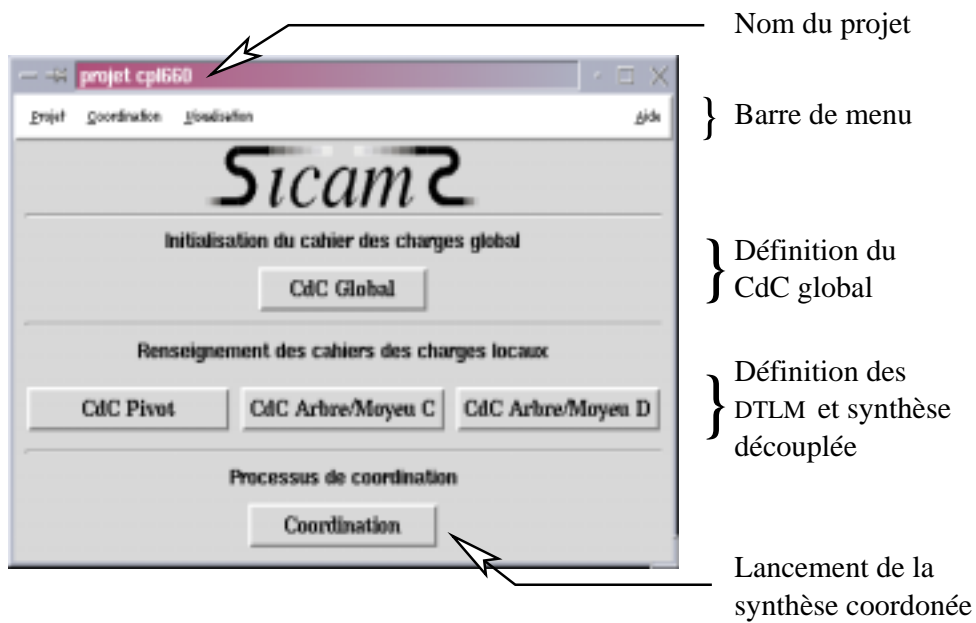 Nom du projet
projet cpl660
Projet Coordination Visualisation Aide
} Barre de menu
SicamS
Initialisation du cahier des charges global
CdC Global
} Définition du
CdC global
Renseignement des cahiers des charges locaux
CdC Pivot CdC Arbre/Moyeu C CdC Arbre/Moyeu D
} Définition des
DTLM et synthèse
découplée
Processus de coordination
Coordination
Lancement de la
synthèse coordonée